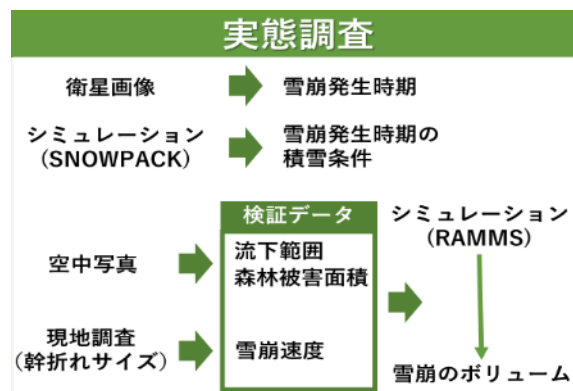 実態調査
衛星画像
雪崩発生時期
シミュレーション
(SNOWPACK)
雪崩発生時期の
積雪条件
検証データ
シミュレーション
(RAMMS)
空中写真
流下範囲
森林被害面積
現地調査
(幹折れサイズ)
雪崩速度
雪崩のボリューム